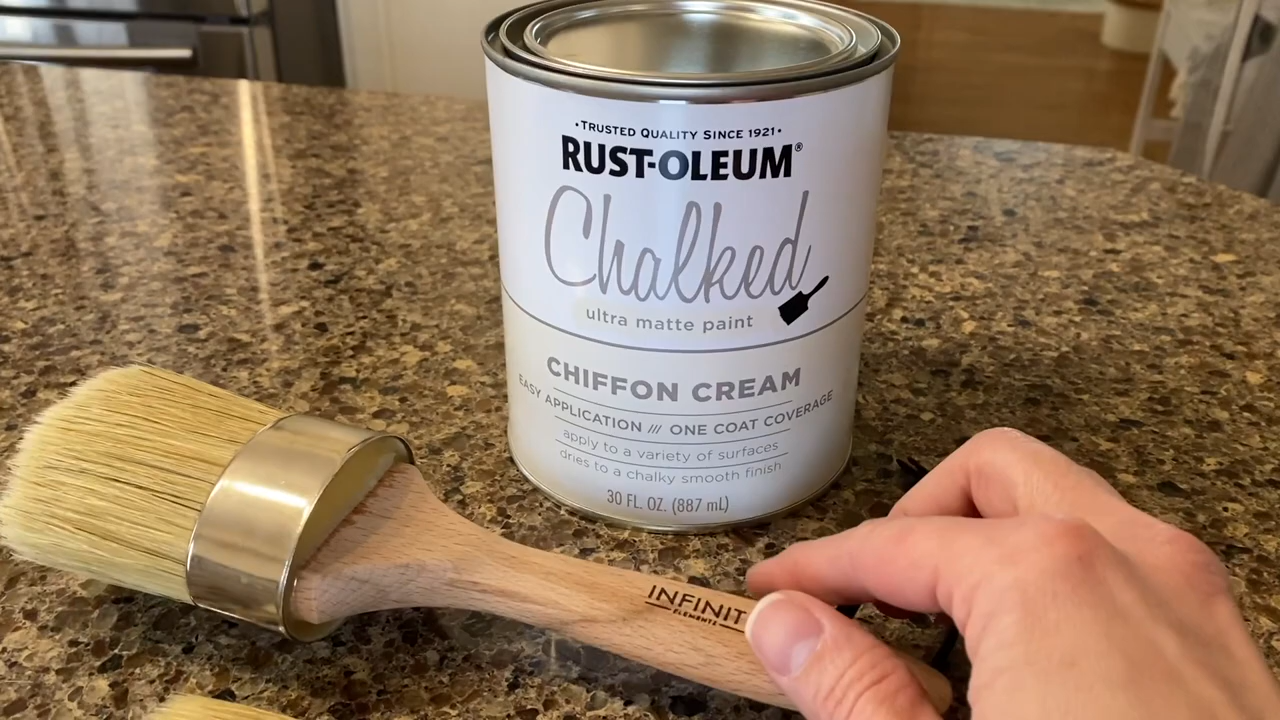 •TRUSTED QUALITY SINCE 1921•
RUST-OLEUM®
Chalked
ultra matte paint
CHIFFON CREAM
EASY APPLICATION /// ONE COAT COVERAGE
apply to a variety of surfaces
dries to a chalky smooth finish
30 FL. OZ. (887 mL)
INFINIT
ELEMENTZ